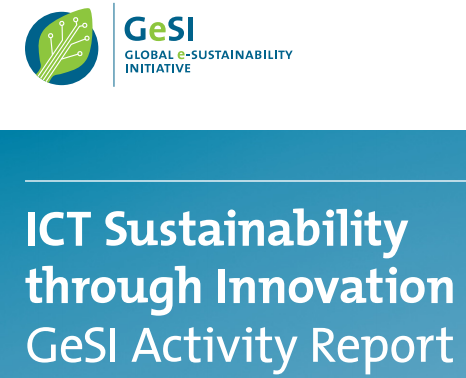 GeSI
GLOBAL e-SUSTAINABILITY
INITIATIVE
ICT Sustainability
through Innovation
GeSI Activity Report